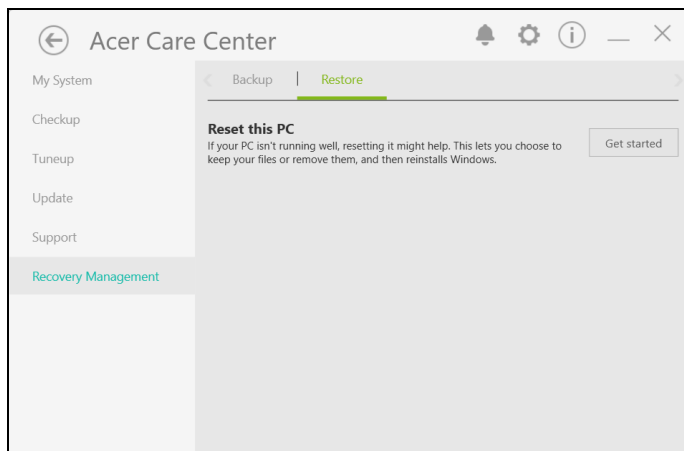 Acer Care Center
My System
Checkup
Tuneup
Update
Support
Recovery Management
Backup | Restore
Reset this PC
If your PC isn't running well, resetting it might help. This lets you choose to
keep your files or remove them, and then reinstalls Windows.
Get started